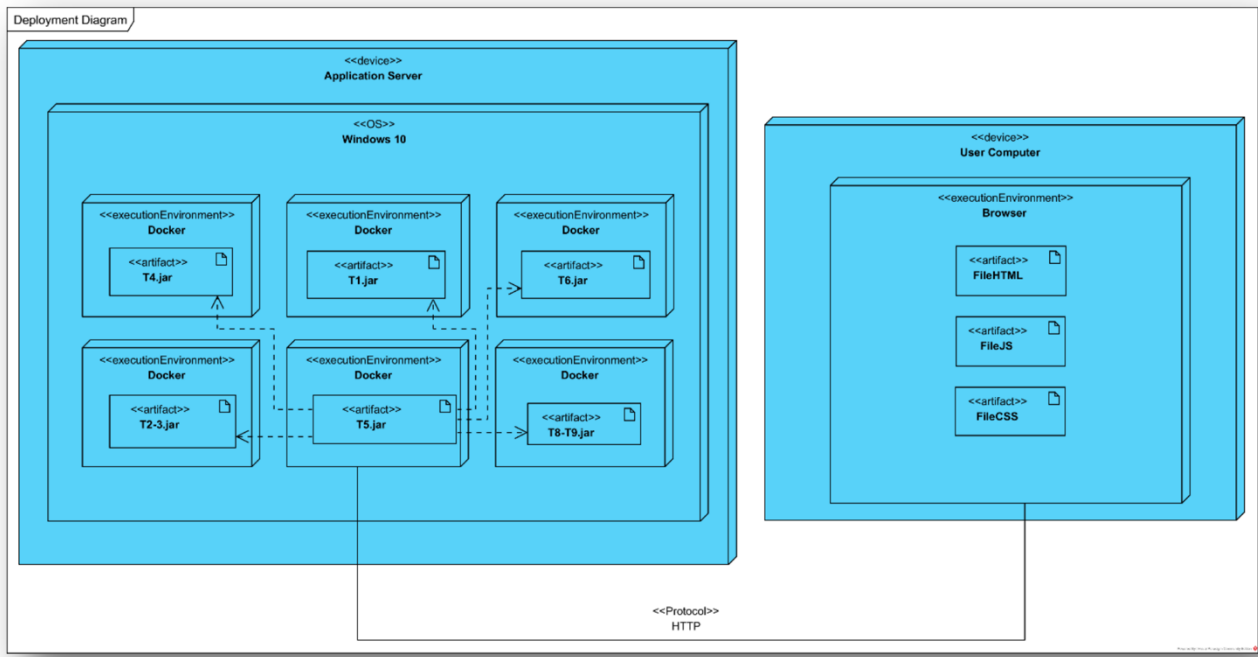 Deployment Diagram
<<device>>
Application Server
<<OS>>
Windows 10
<<executionEnvironment>>
Docker
<<artifact>>
T4.jar
<<executionEnvironment>>
Docker
<<artifact>>
T1.jar
<<executionEnvironment>>
Docker
<<artifact>>
T6.jar
<<executionEnvironment>>
Docker
<<artifact>>
T2-3.jar
<<executionEnvironment>>
Docker
<<artifact>>
T5.jar
<<executionEnvironment>>
Docker
<<artifact>>
T8-T9.jar
<<device>>
User Computer
<<executionEnvironment>>
Browser
<<artifact>>
FileHTML
<<artifact>>
FileJS
<<artifact>>
FileCSS
<<Protocol>>
HTTP